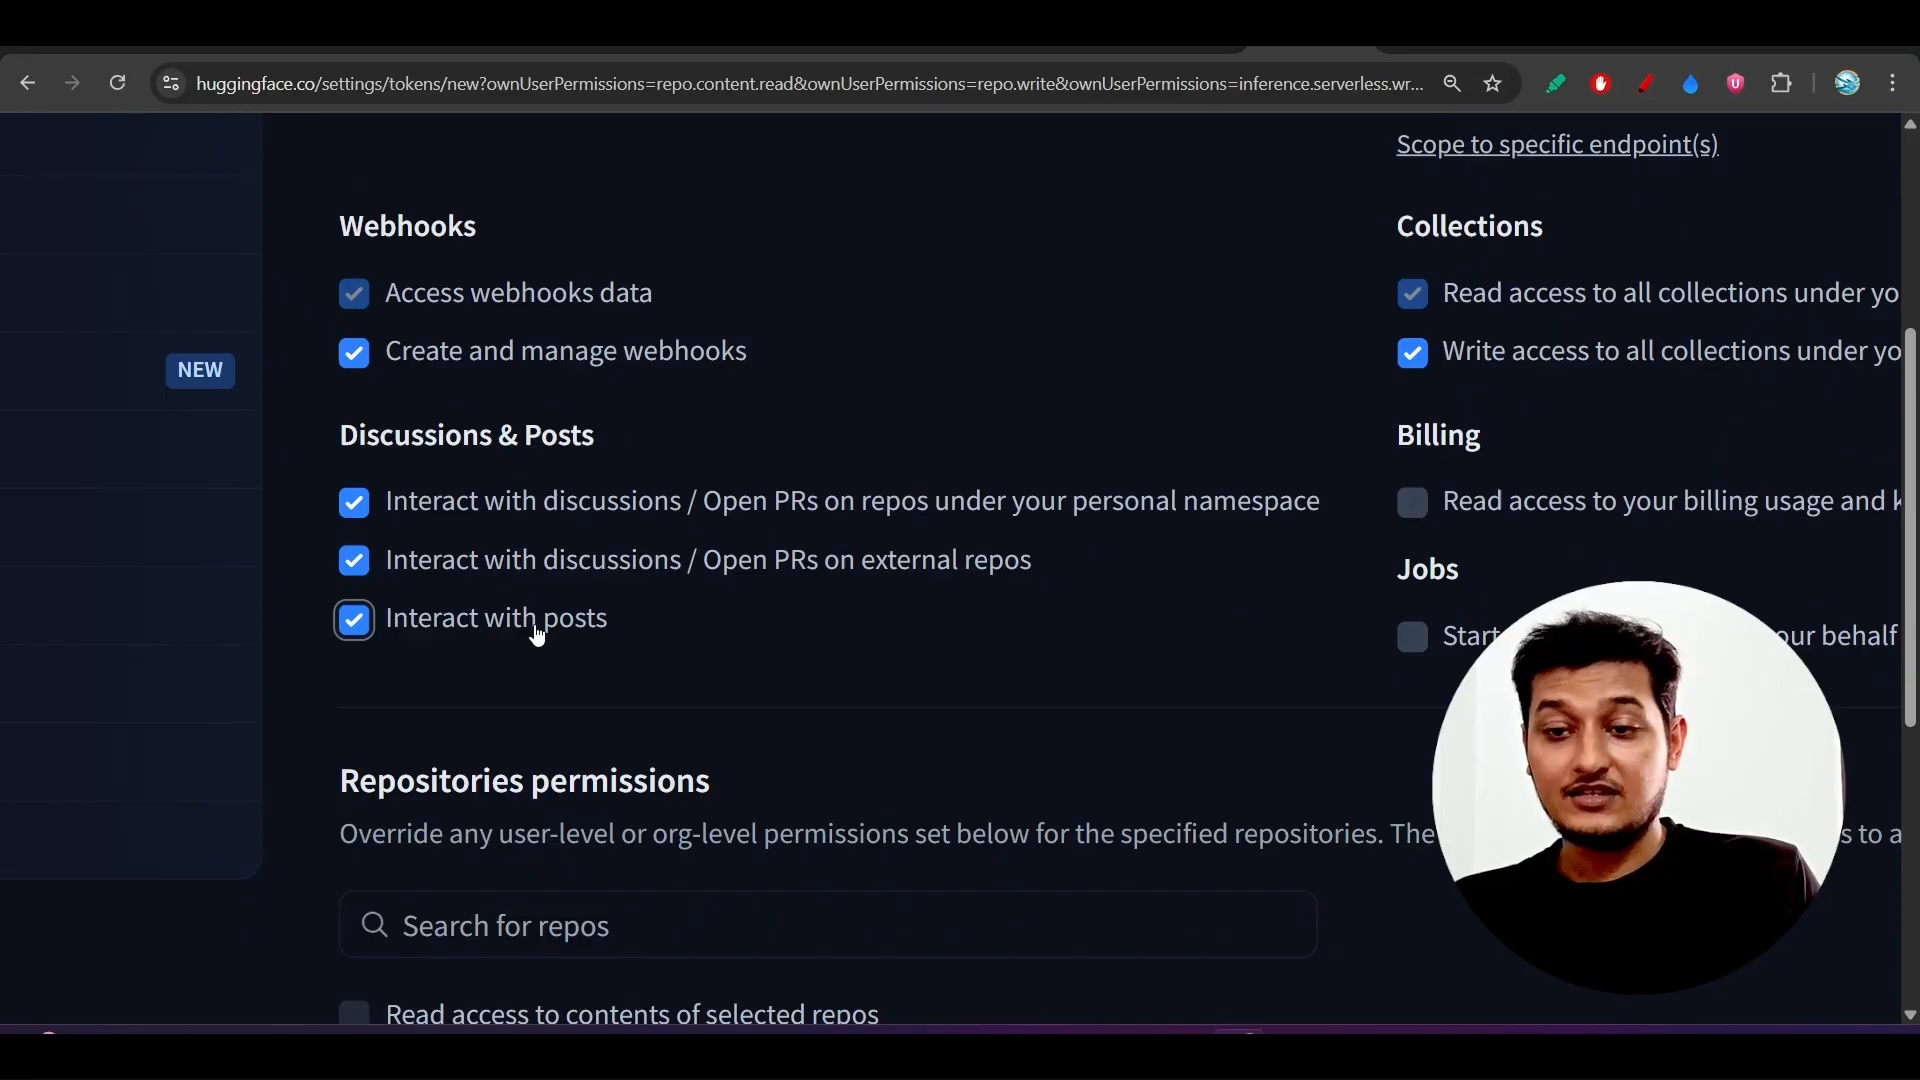 huggingface.co/settings/tokens/new?ownUserPermissions=repo.content.read&ownUserPermissions=repo.write&ownUserPermissions=inference.serverless.wr...
Scope to specific endpoint(s)
Webhooks
Access webhooks data
Create and manage webhooks
Collections
Read access to all collections under yo
Write access to all collections under yo
NEW
Discussions & Posts
Interact with discussions / Open PRs on repos under your personal namespace
Interact with discussions / Open PRs on external repos
Interact with posts
Billing
Read access to your billing usage and k
Jobs
Start our behalf
Repositories permissions
Override any user-level or org-level permissions set below for the specified repositories. The s to a
Search for repos
Read access to contents of selected repos